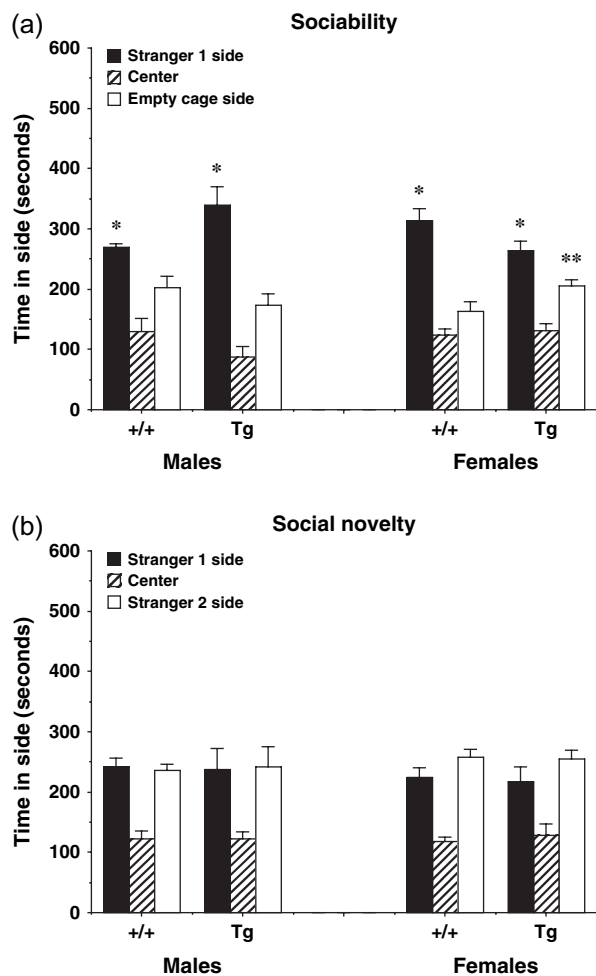 (a)
Sociability
600
500
400
300
200
100
0
Time in side (seconds)
Stranger 1 side
Center
Empty cage side
*
*
*
*
**
+/+
Tg
+/+
Tg
Males
Females
(b)
Social novelty
600
500
400
300
200
100
0
Time in side (seconds)
Stranger 1 side
Center
Stranger 2 side
+/+
Tg
+/+
Tg
Males
Females